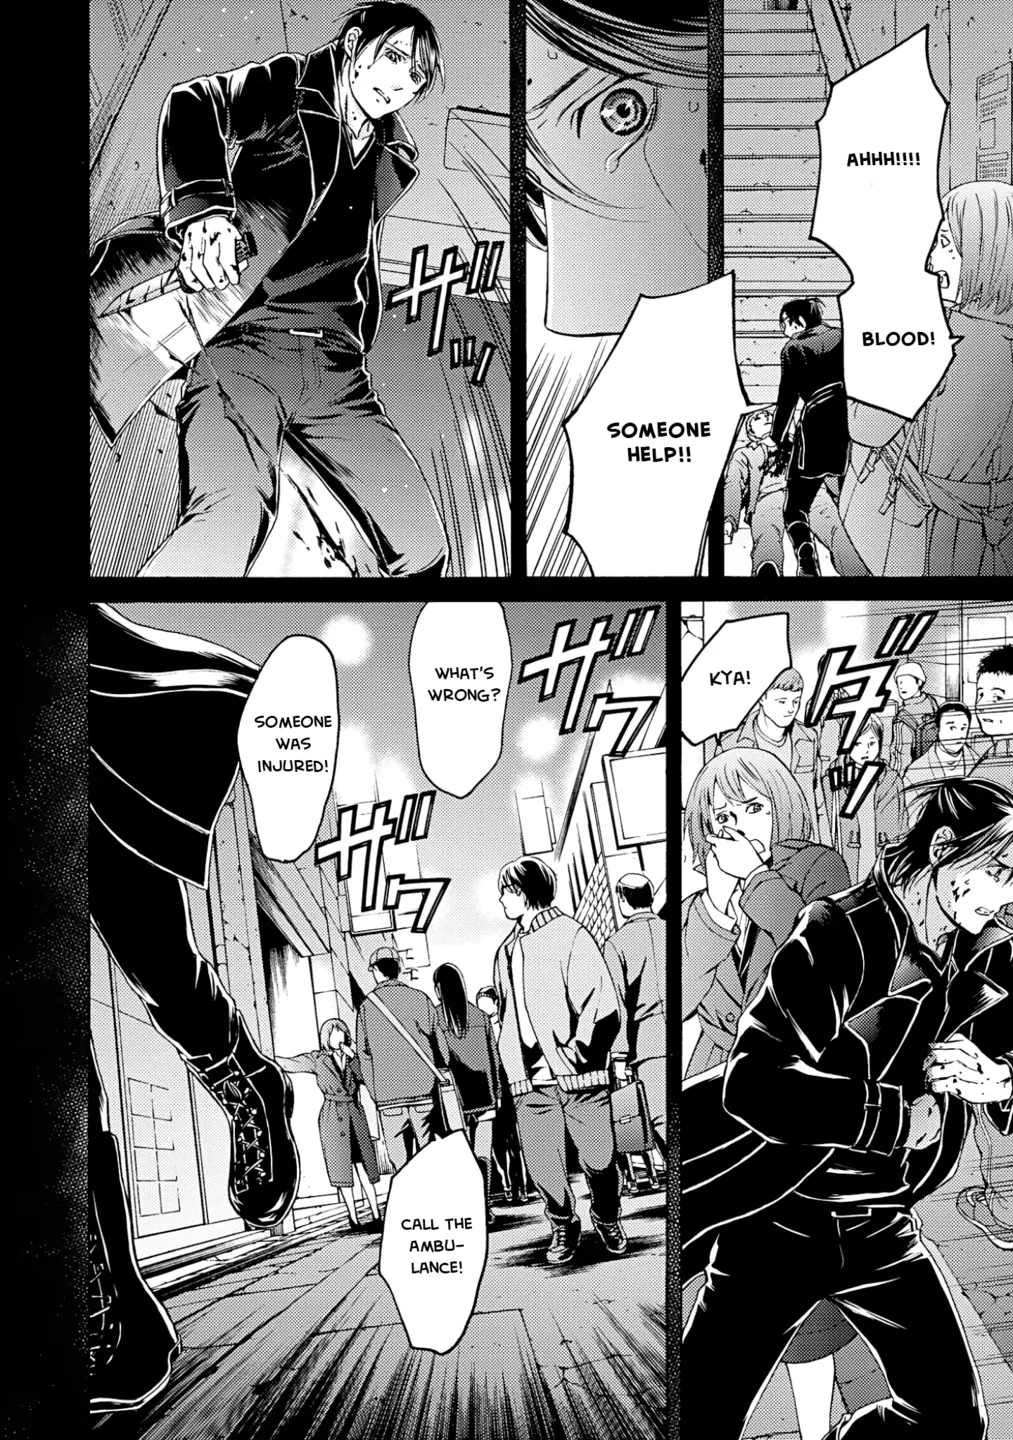 AHHH!!!!
BLOOD!
SOMEONE
HELP!!
ザッ…
KYA!
ダッ…
ザワ
WHAT'S
WRONG?
SOMEONE
WAS
INJURED!
ザワ
CALL THE
AMBU-
LANCE!